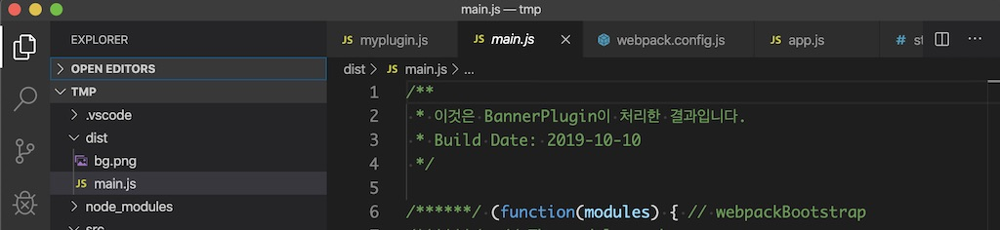 main.js — tmp
EXPLORER
OPEN EDITORS
TMP
.vscode
dist
bg.png
JS main.js
node_modules
src
JS myplugin.js
JS main.js
webpack.config.js
JS app.js
# st
dist > JS main.js > ...
1 /**
2 * 이것은 BannerPlugin이 처리한 결과입니다.
3 * Build Date: 2019-10-10
4 */
5
6 /******/ (function(modules) { // webpackBootstrap